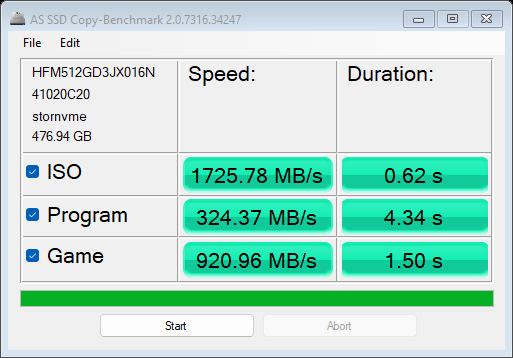 AS SSD Copy-Benchmark 2.0.7316.34247
File Edit
HFM512GD3JX016N
41020C20
stornvme
476.94 GB
Speed:
Duration:
ISO 1725.78 MB/s 0.62 s
Program 324.37 MB/s 4.34 s
Game 920.96 MB/s 1.50 s
Start Abort